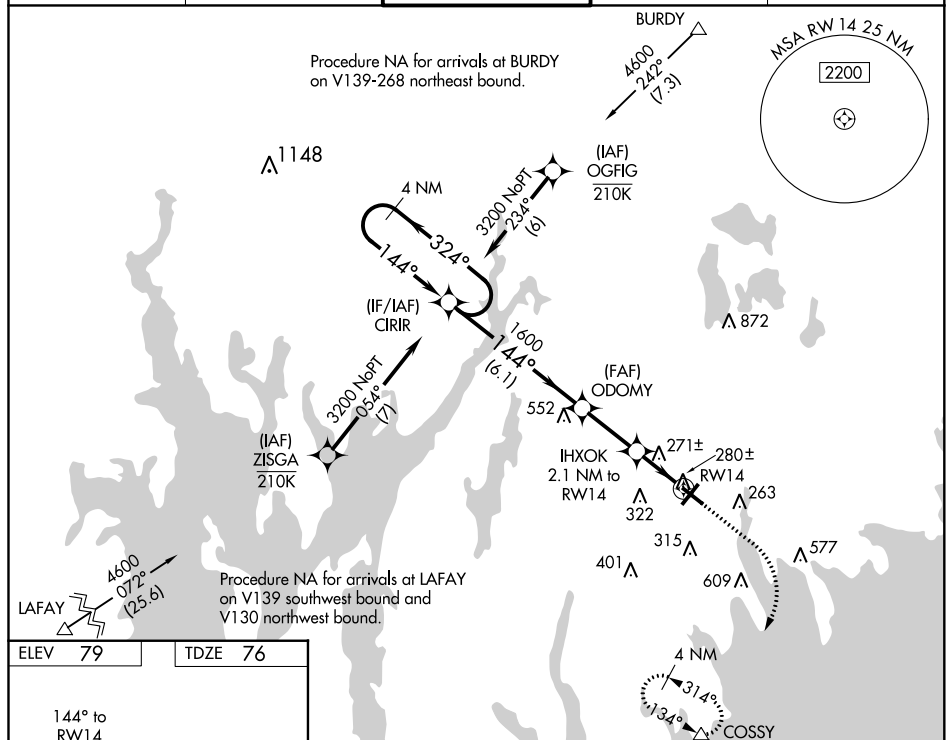 BURDY
MSA RW 14 25 NM
2200
Procedure NA for arrivals at BURDY
on V139-268 northeast bound.
4600
242°
(7.3)
1148
(IAF)
OGFIG
210K
4 NM
3200 NoPT
234°
(6)
324°
144°
(IF/IAF)
CIRIR
872
1600
144°
(6.1)
(FAF)
ODOMY
3200 NoPT
054°
(7)
552
(IAF)
ZISGA
210K
IHXOK
2.1 NM to
RW14
271±
280±
RW14
322
263
315
577
401
609
4600
072°
(25.6)
LAFAY
Procedure NA for arrivals at LAFAY
on V139 southwest bound and
V130 northwest bound.
ELEV 79
TDZE 76
4 NM
314°
134°
COSSY
144° to
RW14